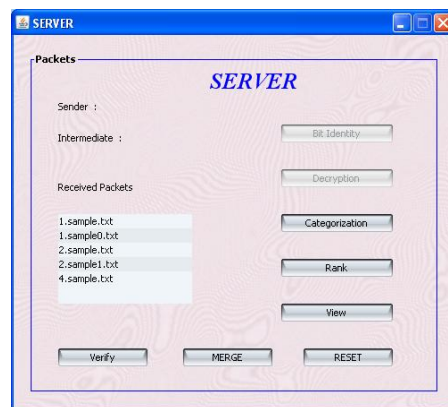 SERVER
Packets
SERVER
Sender :
Intermediate :
Bit Identity
Decryption
Received Packets
1.sample.txt
1.sample0.txt
2.sample.txt
2.sample1.txt
4.sample.txt
Categorization
Rank
View
Verify
MERGE
RESET